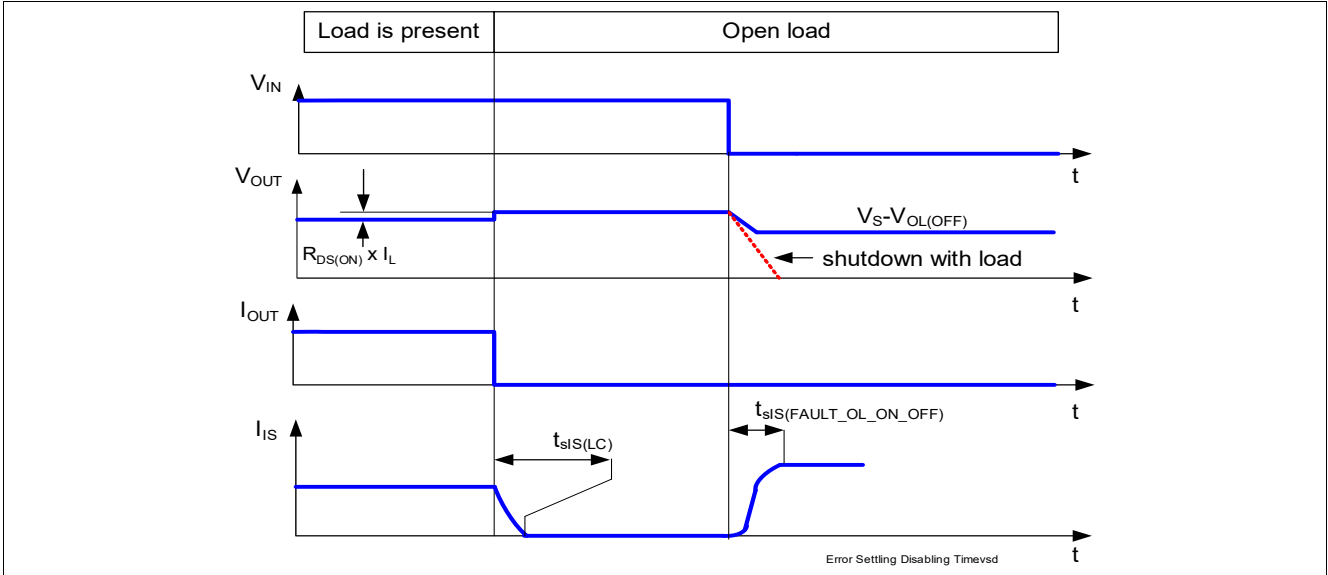 Load is present
Open load
VIN
t
VOUT
VS-VOL(OFF)
RDS(ON) x IL
shutdown with load
t
IOUT
t
tsIS(FAULT_OL_ON_OFF)
IIS
tsIS(LC)
t
Error Settling Disabling Timevsd